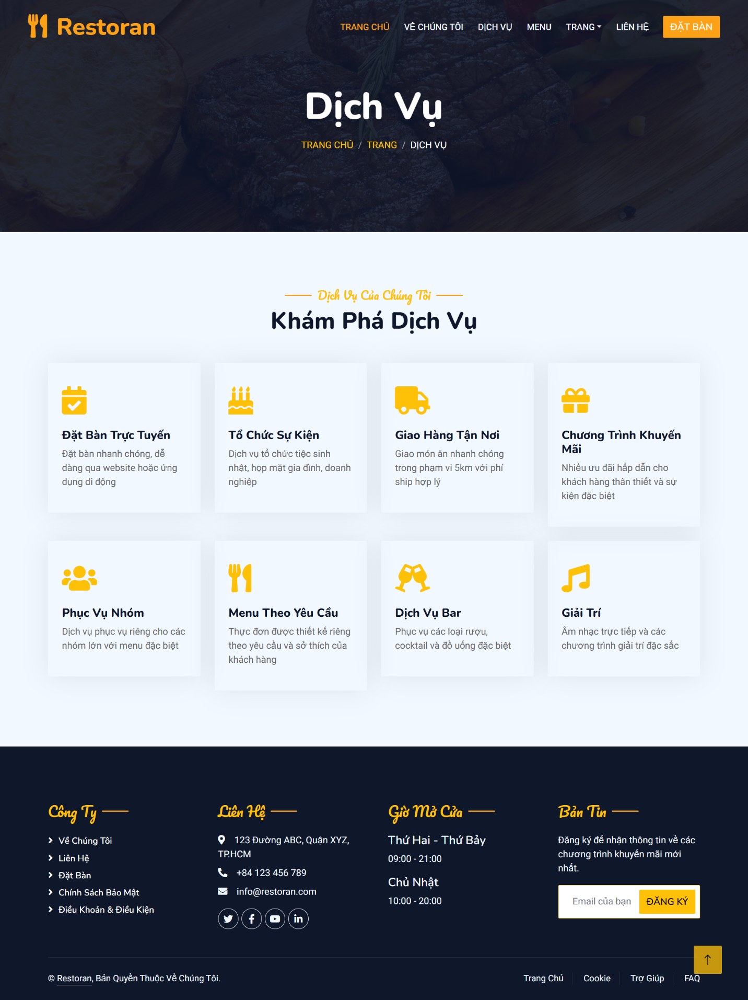 Restoran
TRANG CHỦ VỀ CHÚNG TÔI DỊCH VỤ MENU TRANG LIÊN HỆ ĐẶT BÀN
Dịch Vụ
TRANG CHỦ / TRANG / DỊCH VỤ
Dịch Vụ Của Chúng Tôi
Khám Phá Dịch Vụ
Đặt Bàn Trực Tuyến
Đặt bàn nhanh chóng, dễ
dàng qua website hoặc ứng
dụng di động
Tổ Chức Sự Kiện
Dịch vụ tổ chức tiệc sinh
nhật, họp mặt gia đình, doanh
nghiệp
Giao Hàng Tận Nơi
Giao món ăn nhanh chóng
trong phạm vi 5km với phí
ship hợp lý
Chương Trình Khuyến
Mãi
Nhiều ưu đãi hấp dẫn cho
khách hàng thân thiết và sự
kiện đặc biệt
Phục Vụ Nhóm
Dịch vụ phục vụ riêng cho các
nhóm lớn với menu đặc biệt
Menu Theo Yêu Cầu
Thực đơn được thiết kế riêng
theo yêu cầu và sở thích của
khách hàng
Dịch Vụ Bar
Phục vụ các loại rượu,
cocktail và đồ uống đặc biệt
Giải Trí
Âm nhạc trực tiếp và các
chương trình giải trí đặc sắc
Công Ty
Về Chúng Tôi
Liên Hệ
Đặt Bàn
Chính Sách Bảo Mật
Điều Khoản & Điều Kiện
Liên Hệ
123 Đường ABC, Quận XYZ,
TP.HCM
+84 123 456 789
info@restoran.com
Giờ Mở Cửa
Thứ Hai - Thứ Bảy
09:00 - 21:00
Chủ Nhật
10:00 - 20:00
Bản Tin
Đăng ký để nhận thông tin về các
chương trình khuyến mãi mới
nhất.
Email của bạn ĐĂNG KÝ
© Restoran, Bản Quyền Thuộc Về Chúng Tôi.
Trang Chủ Cookie Trợ Giúp FAQ